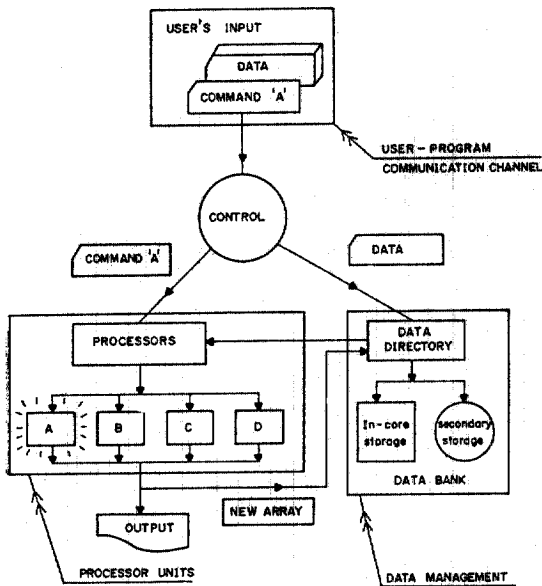 USER'S INPUT
DATA
COMMAND 'A'
USER-PROGRAM
COMMUNICATION CHANNEL
CONTROL
COMMAND 'A'
DATA
PROCESSORS
DATA
DIRECTORY
A
B
C
D
In-core
storage
secondary
storage
DATA BANK
NEW ARRAY
OUTPUT
PROCESSOR UNITS
DATA MANAGEMENT